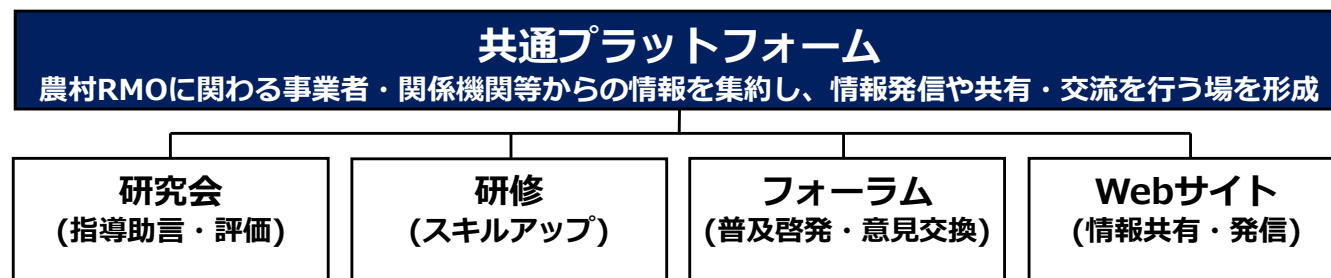 共通プラットフォーム
農村RMOに関わる事業者・関係機関等からの情報を集約し、情報発信や共有・交流を行う場を形成
研究会
(指導助言・評価)
研修
(スキルアップ)
フォーラム
(普及啓発・意見交換)
Webサイト
(情報共有・発信)